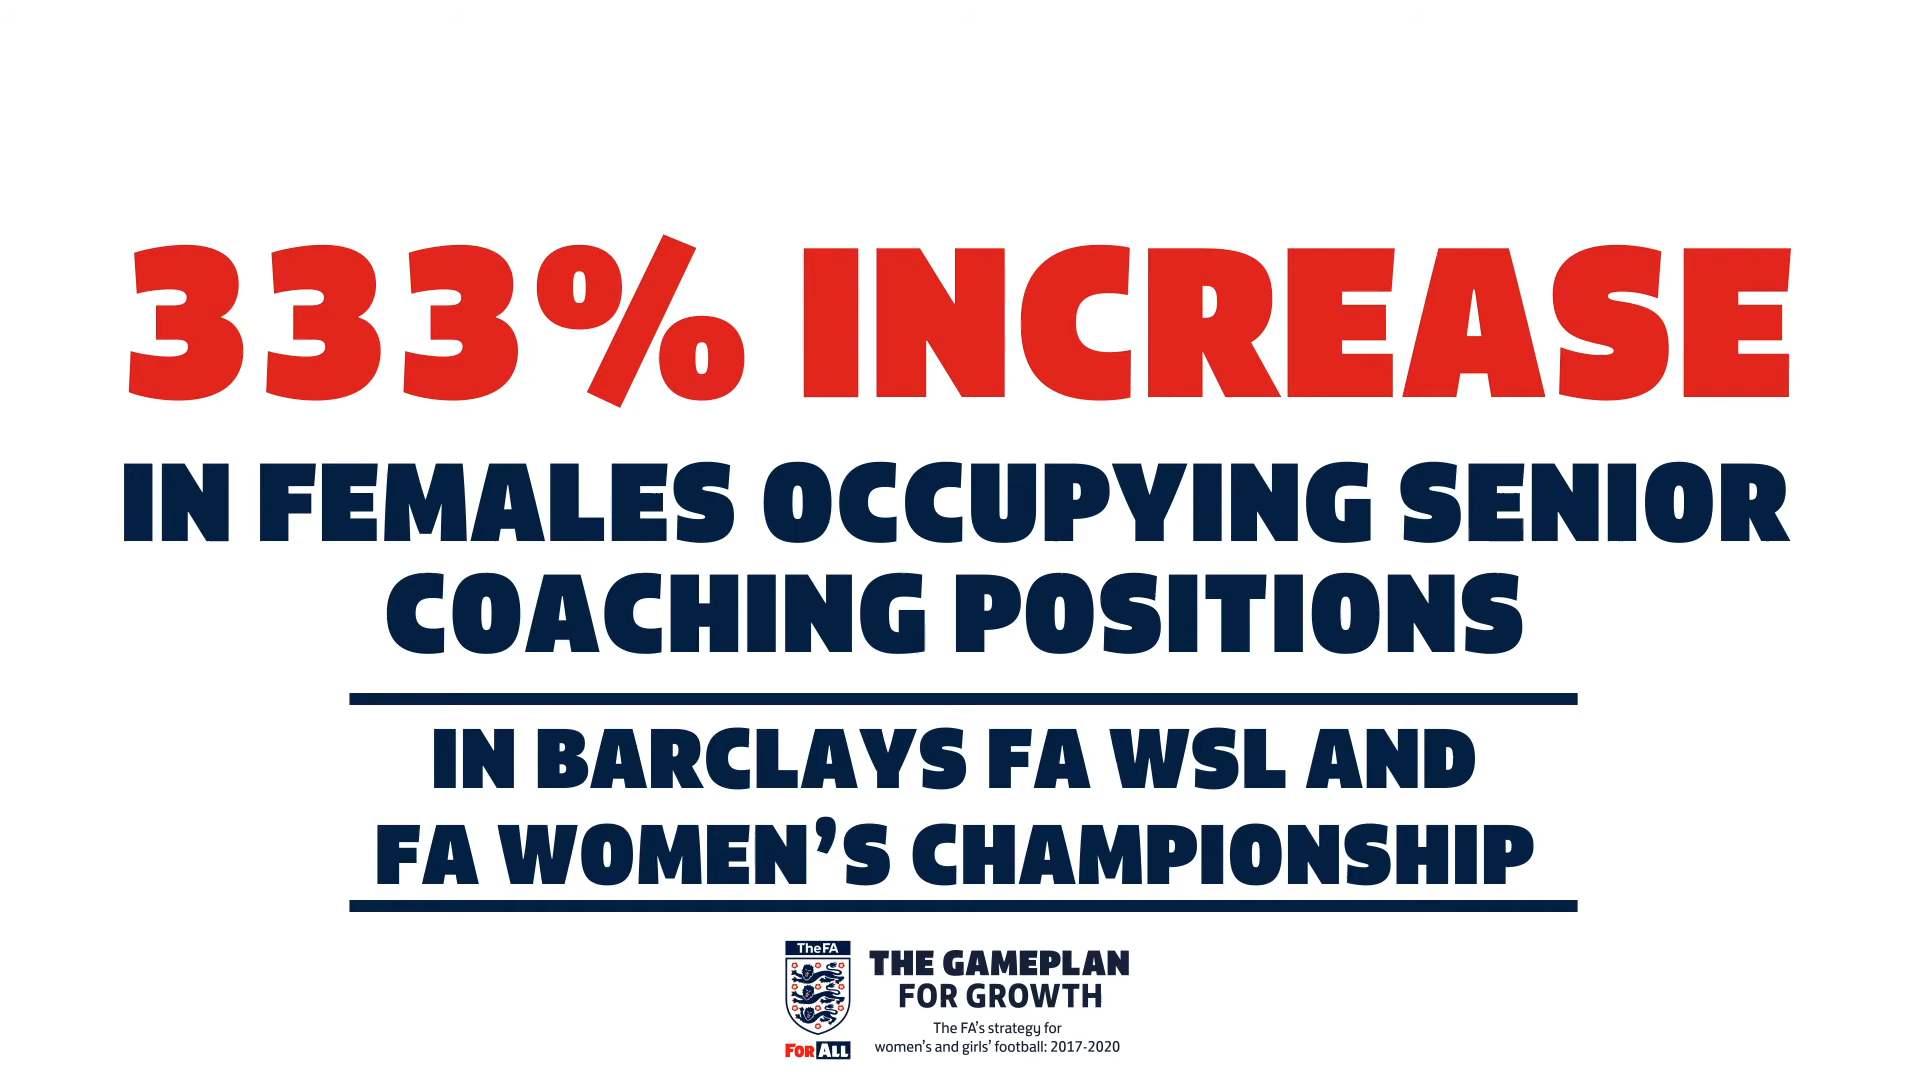 333% INCREASE
IN FEMALES OCCUPYING SENIOR
COACHING POSITIONS
IN BARCLAYS FA WSL AND
FA WOMEN’S CHAMPIONSHIP
TheFA
FOR ALL
THE GAMEPLAN
FOR GROWTH
The FA’s strategy for
women’s and girls’ football: 2017-2020